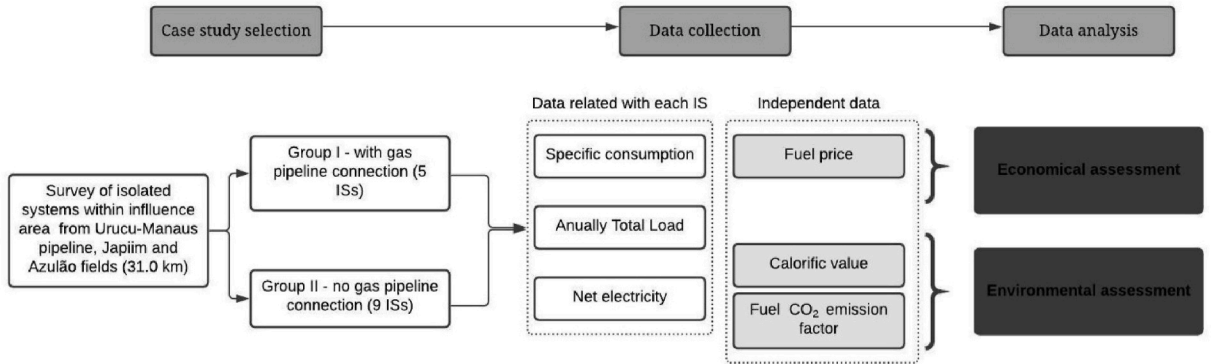 Case study selection
Data collection
Data analysis
Data related with each IS
Independent data
Survey of isolated
systems within inflluence
area from Urucu-Manaus
pipeline, Japiim and
Azulão fields (31.0 km)
Group I - with gas
pipeline connection (5
ISs)
Group II - no gas pipeline
connection (9 ISs)
Specific consumption
Anually Total Load
Net electricity
Fuel price
Calorific value
Fuel CO₂ emission
factor
Economical assessment
Environmental assessment